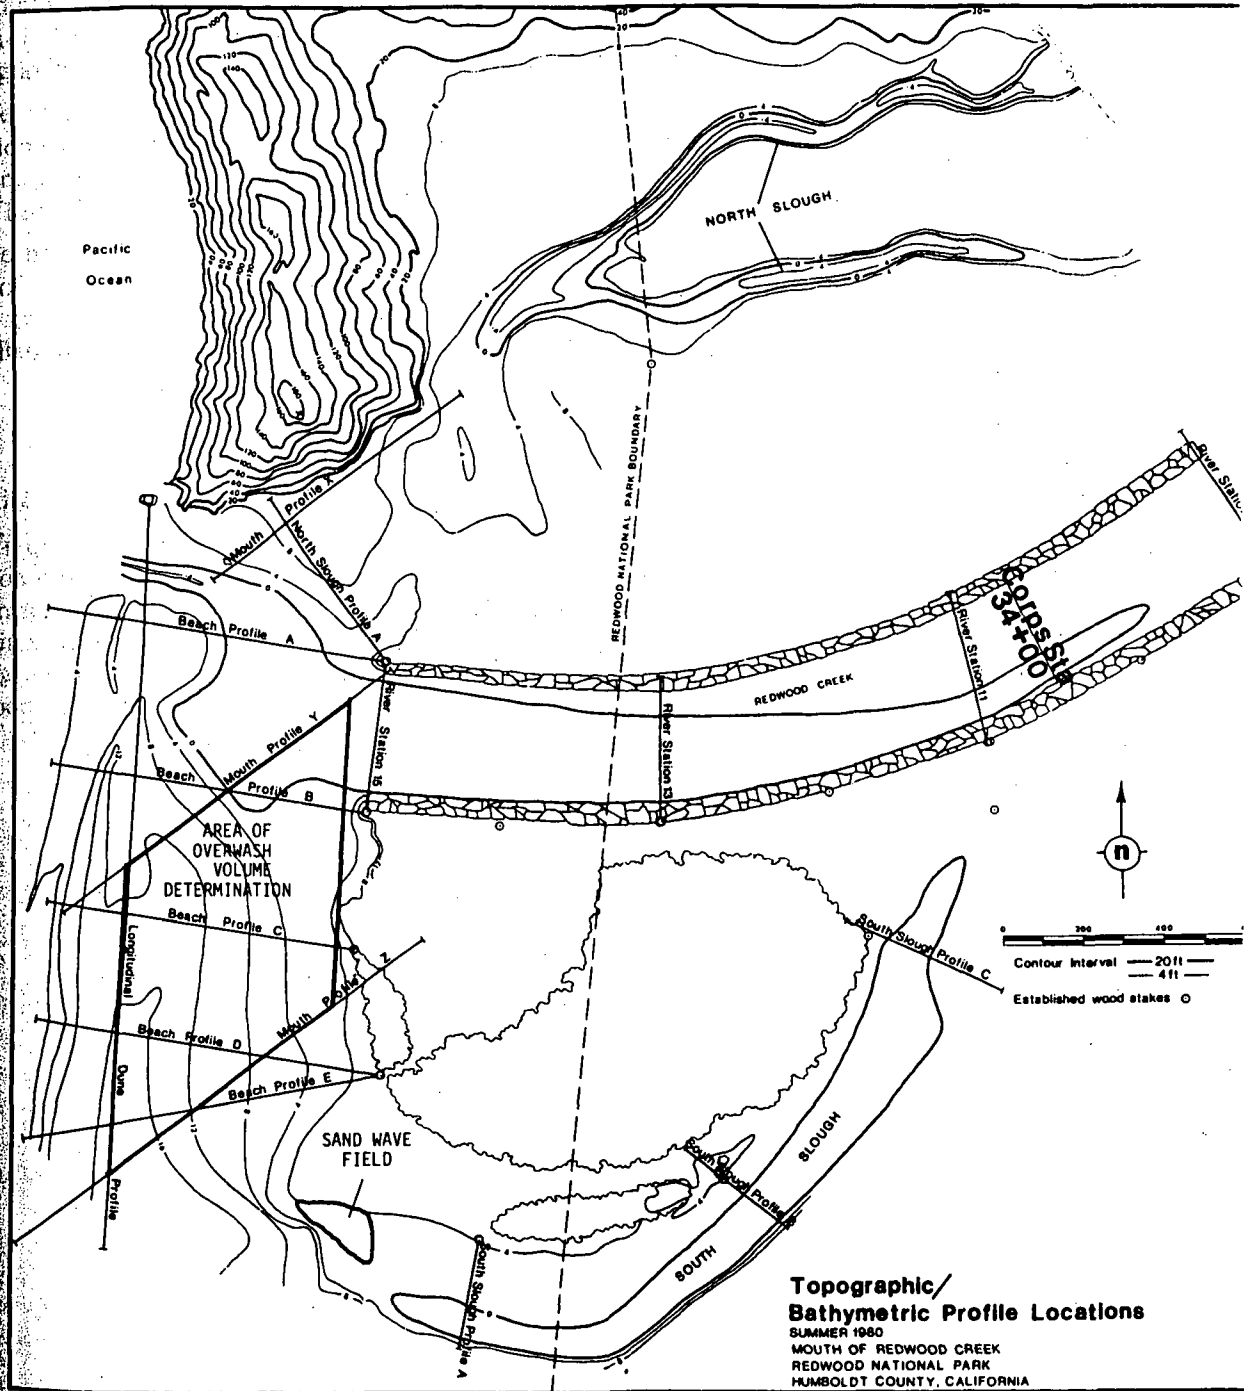 Pacific
Ocean
NORTH SLOUGH
REDWOOD NATIONAL PARK BOUNDARY
Mouth Profile X
North Slough Profile A
Beach Profile A
River Station 15
River Station 13
River Station 11
River Station
Corps Sta
34+00
REDWOOD CREEK
Mouth Profile Y
Beach Profile B
AREA OF
OVERWASH
VOLUME
DETERMINATION
Beach Profile C
Mouth Profile Z
Longitudinal Dune Profile
Beach Profile D
Beach Profile E
SAND WAVE
FIELD
South Slough Profile C
South Slough Profile
South Slough Profile A
SOUTH SLOUGH
n
0 200 400
Contour Interval 20 ft
4 ft
Established wood stakes
Topographic/
Bathymetric Profile Locations
SUMMER 1980
MOUTH OF REDWOOD CREEK
REDWOOD NATIONAL PARK
HUMBOLDT COUNTY, CALIFORNIA